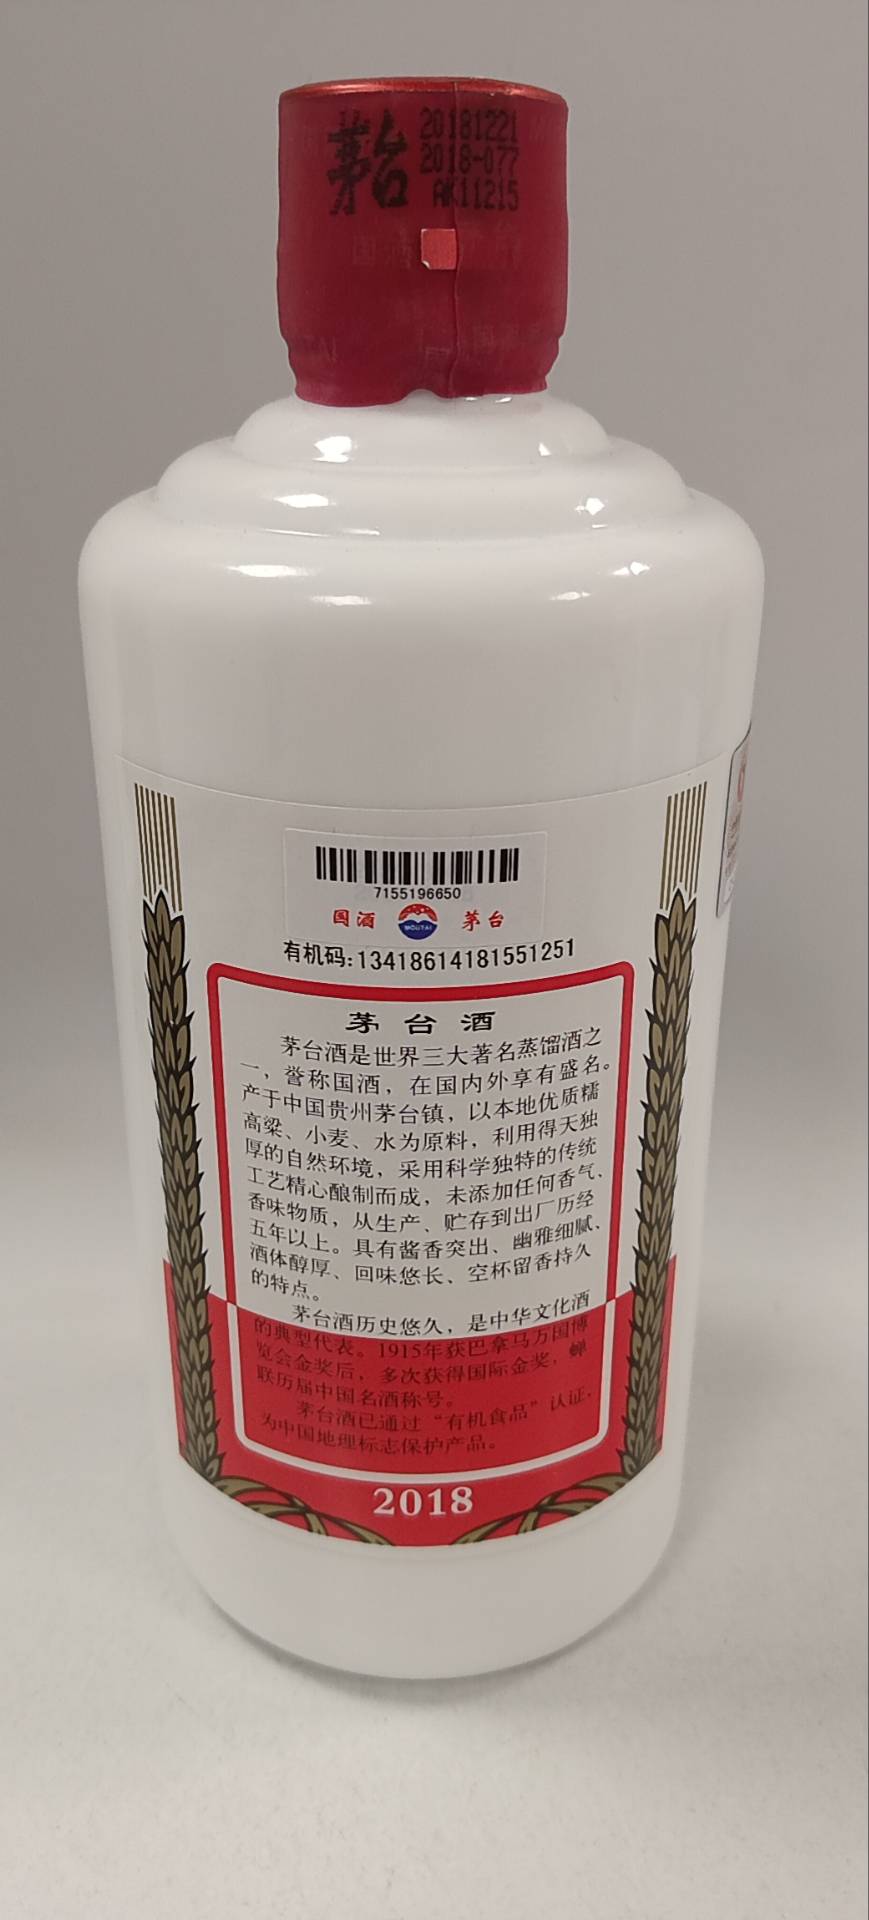 茅台
20181221
2018-077
AK11215
7155196650
国酒 MOUTAI 茅台
有机码:13418614181551251
茅台酒
茅台酒是世界三大著名蒸馏酒之
一，誉称国酒，在国内外享有盛名。
产于中国贵州茅台镇，以本地优质糯
高粱、小麦、水为原料，利用得天独
厚的自然环境，采用科学独特的传统
工艺精心酿制而成，未添加任何香气、
香味物质，从生产、贮存到出厂历经
五年以上。具有酱香突出、幽雅细腻、
酒体醇厚、回味悠长、空杯留香持久
的特点。
茅台酒历史悠久，是中华文化酒
的典型代表。1915年获巴拿马万国博
览会金奖后，多次获得国际金奖，蝉
联历届中国名酒称号。
茅台酒已通过“有机食品”认证，
为中国地理标志保护产品。
2018